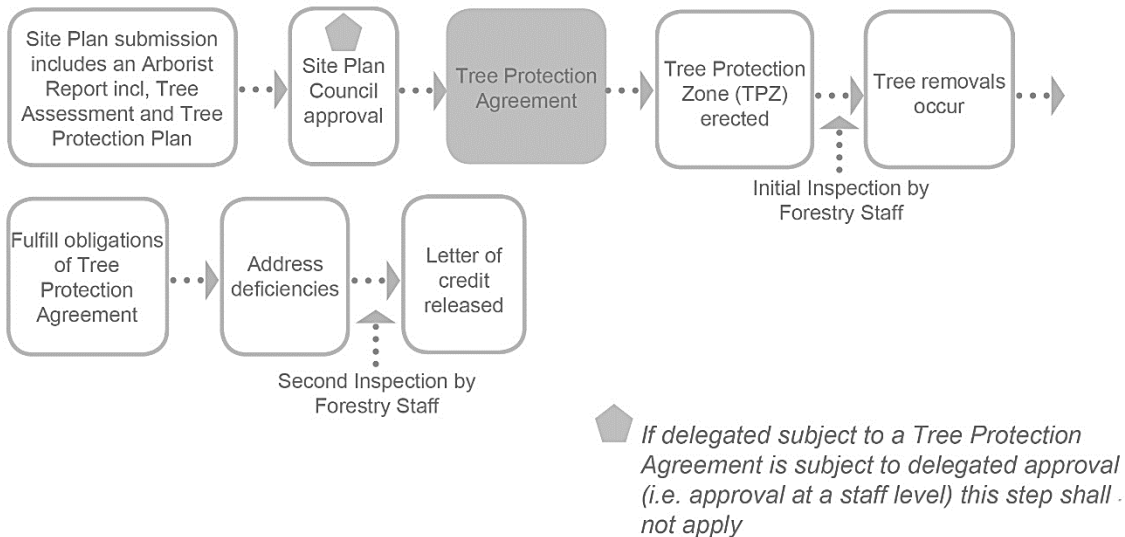 Site Plan submission
includes an Arborist
Report incl, Tree
Assessment and Tree
Protection Plan
Site Plan
Council
approval
Tree Protection
Agreement
Tree Protection
Zone (TPZ)
erected
Tree removals
occur
Initial Inspection by
Forestry Staff
Fulfill obligations
of Tree
Protection
Agreement
Address
deficiencies
Letter of
credit
released
Second Inspection by
Forestry Staff
If delegated subject to a Tree Protection
Agreement is subject to delegated approval
(i.e. approval at a staff level) this step shall
not apply